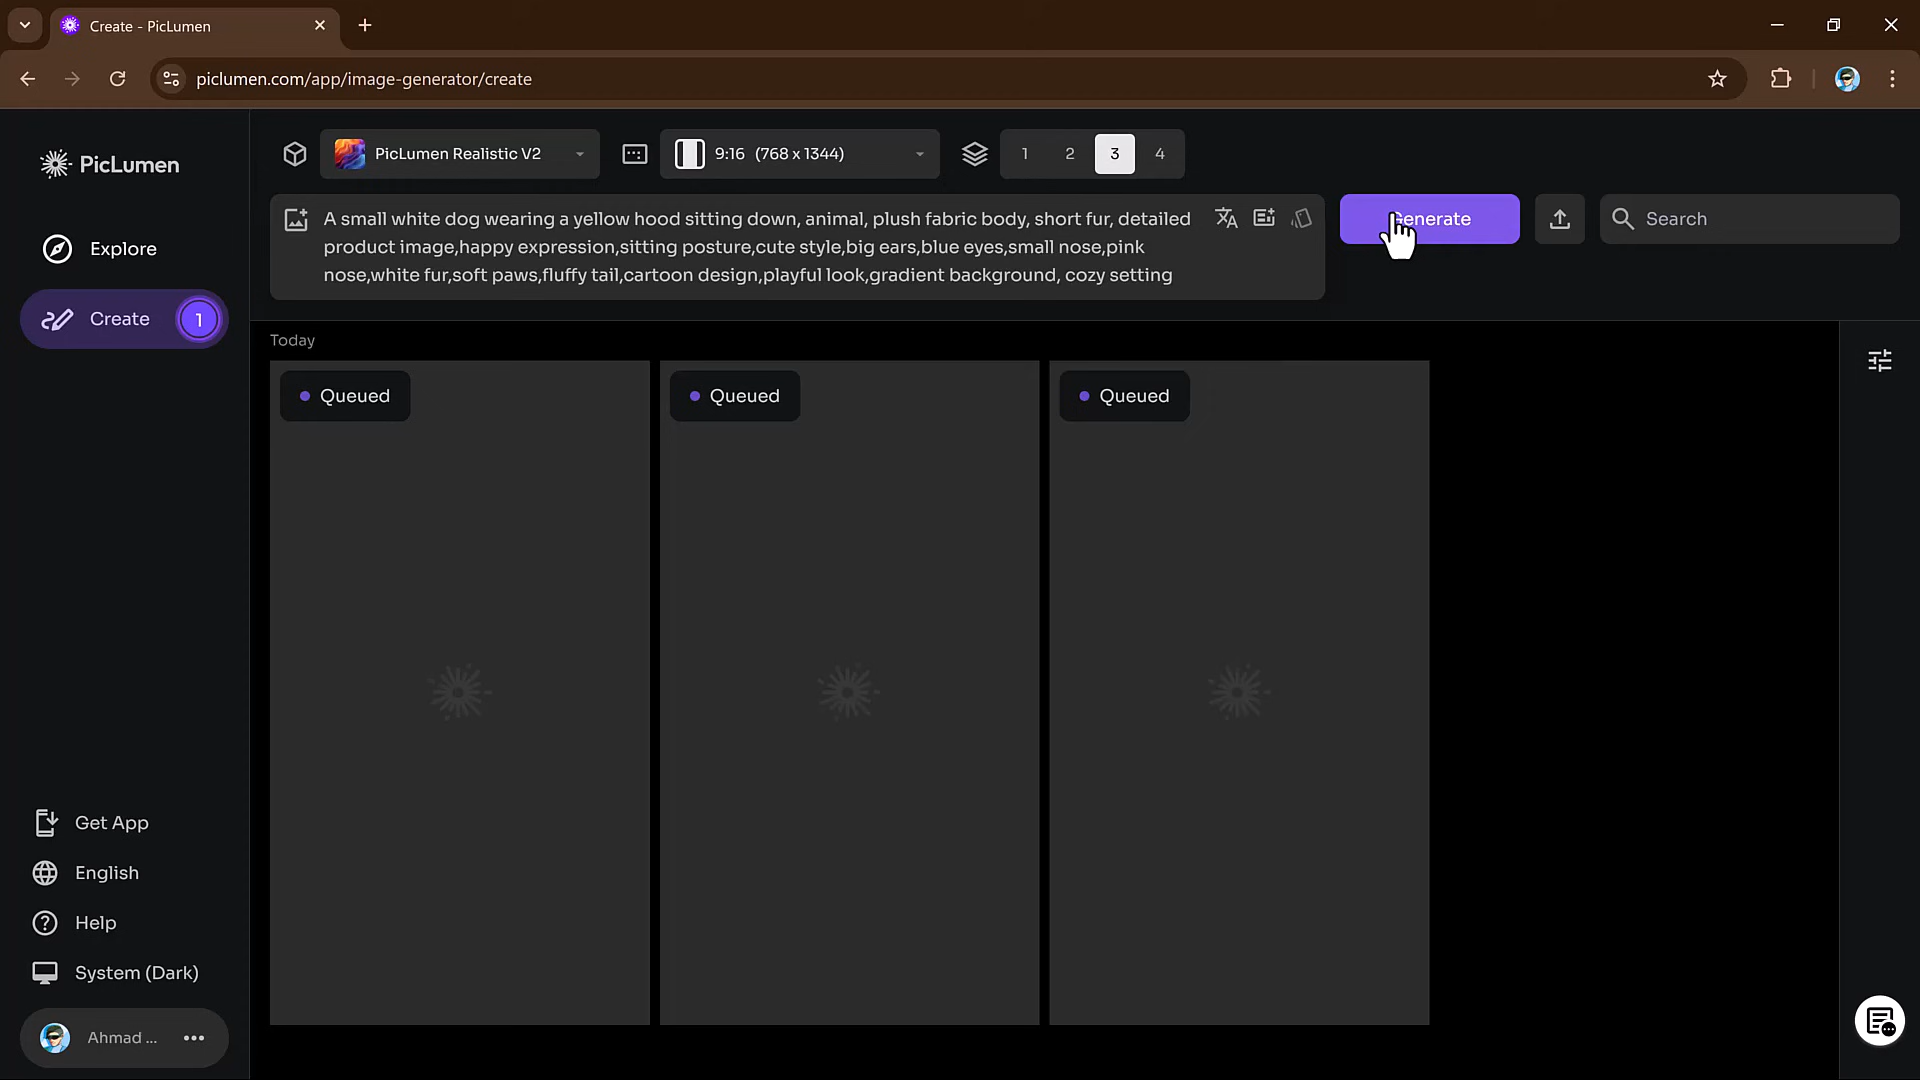 Create - PicLumen
piclumen.com/app/image-generator/create
PicLumen
PicLumen Realistic V2
9:16 (768 x 1344)
1 2 3 4
A small white dog wearing a yellow hood sitting down, animal, plush fabric body, short fur, detailed
product image,happy expression,sitting posture,cute style,big ears,blue eyes,small nose,pink
nose,white fur,soft paws,fluffy tail,cartoon design,playful look,gradient background, cozy setting
Generate
Search
Explore
Create 1
Today
Queued
Queued
Queued
Get App
English
Help
System (Dark)
Ahmad ...